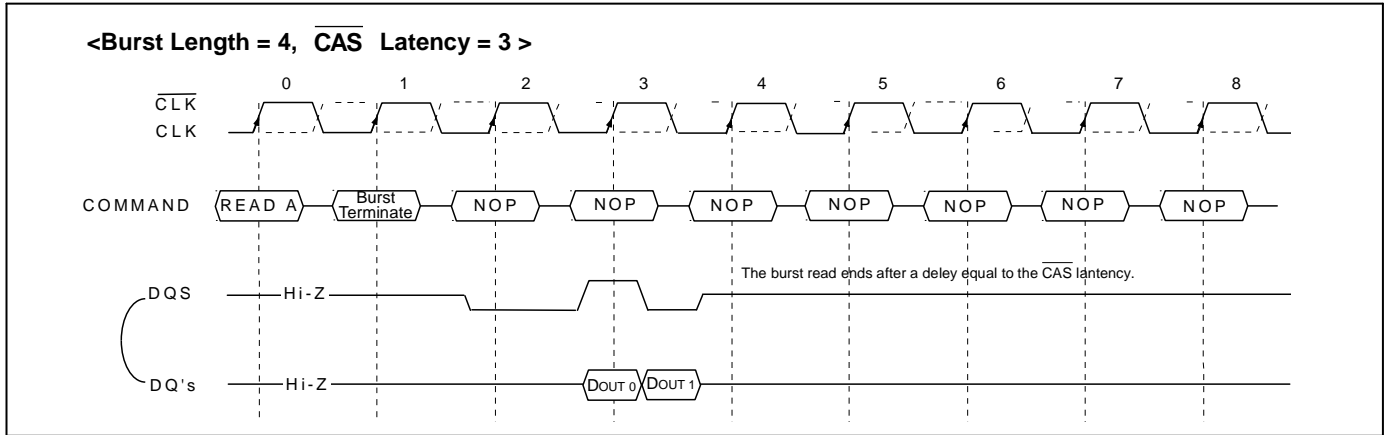 <Burst Length = 4, CAS Latency = 3 >
0 1 2 3 4 5 6 7 8
CLK
CLK
COMMAND READ A Burst Terminate NOP NOP NOP NOP NOP NOP NOP
The burst read ends after a deley equal to the CAS lantency.
DQS Hi-Z
DQ's Hi-Z DOUT 0 DOUT 1